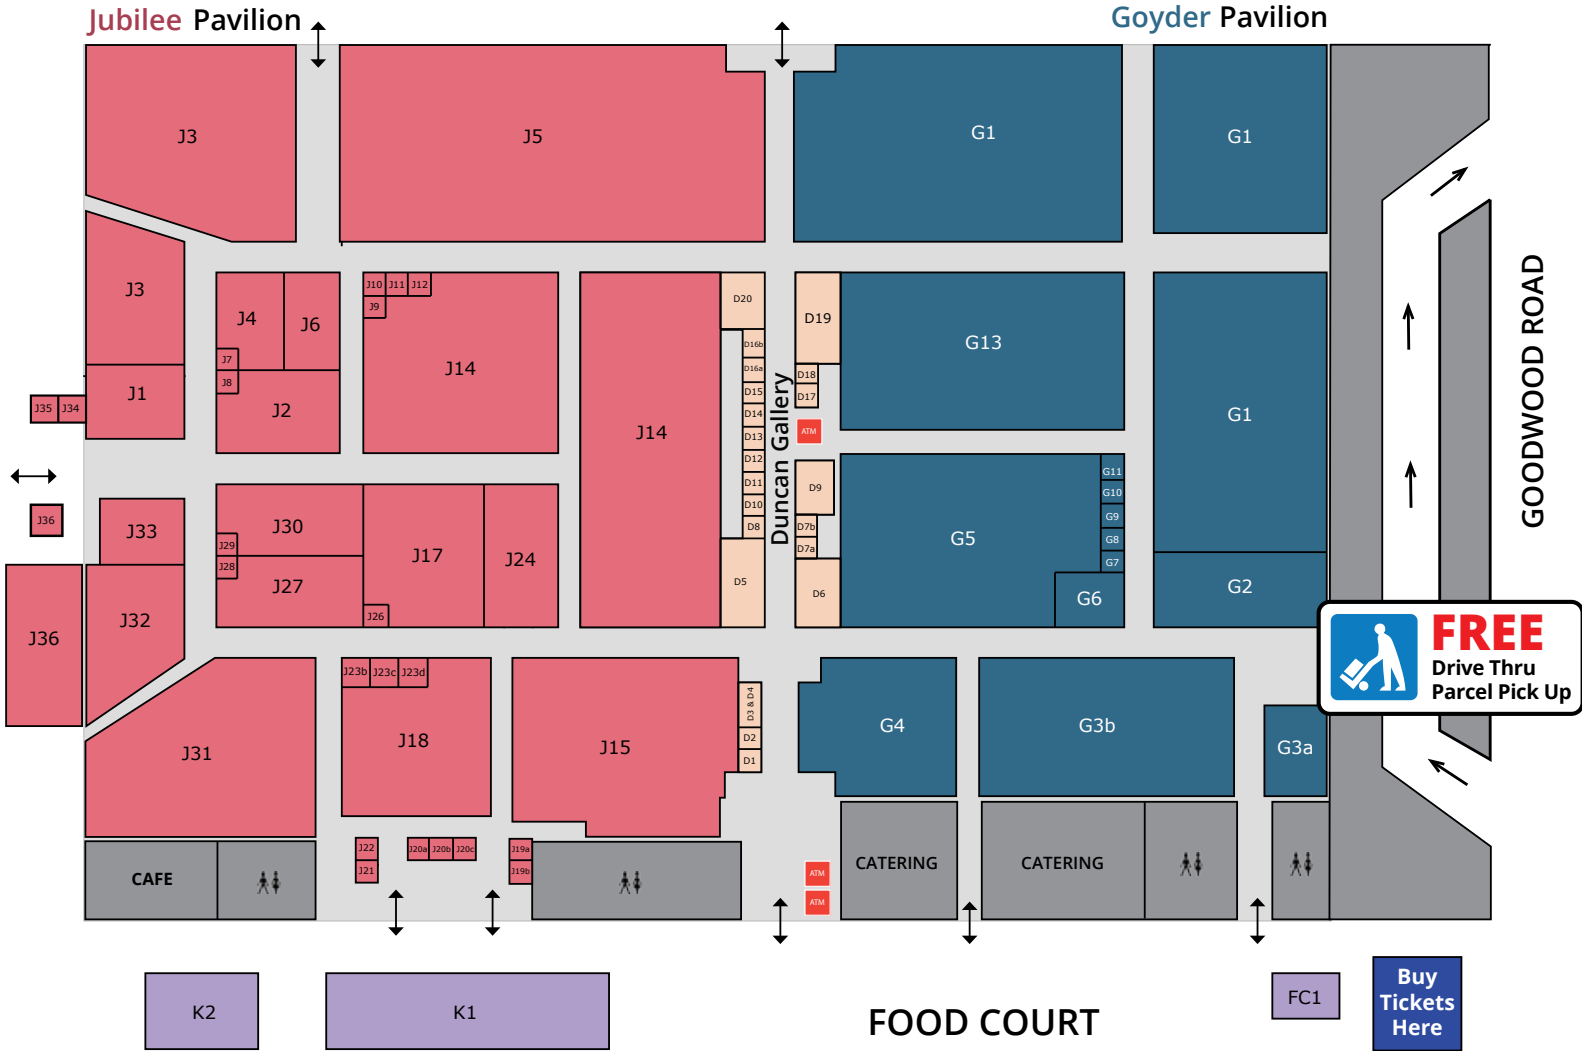 Jubilee Pavilion
Goyder Pavilion
J3
J5
G1
G1
J3
J4
J6
J7
J8
J2
J10
J11
J12
J9
J14
J14
D20
D16b
D16a
D15
D14
D13
D12
D11
D10
D8
D5
Duncan Gallery
D19
D18
D17
ATM
D9
D7b
D7a
D6
G13
G1
G5
G11
G10
G9
G8
G7
G6
G2
J1
J35
J34
J36
J33
J36
J32
J30
J29
J28
J27
J17
J26
J24
J31
J23b
J23c
J23d
J18
J15
D3 & D4
D2
D1
G4
G3b
G3a
GOODWOOD ROAD
FREE
Drive Thru
Parcel Pick Up
CAFE
J22
J21
J20a
J20b
J20c
J19a
J19b
ATM
ATM
CATERING
CATERING
K2
K1
FOOD COURT
FC1
Buy
Tickets
Here